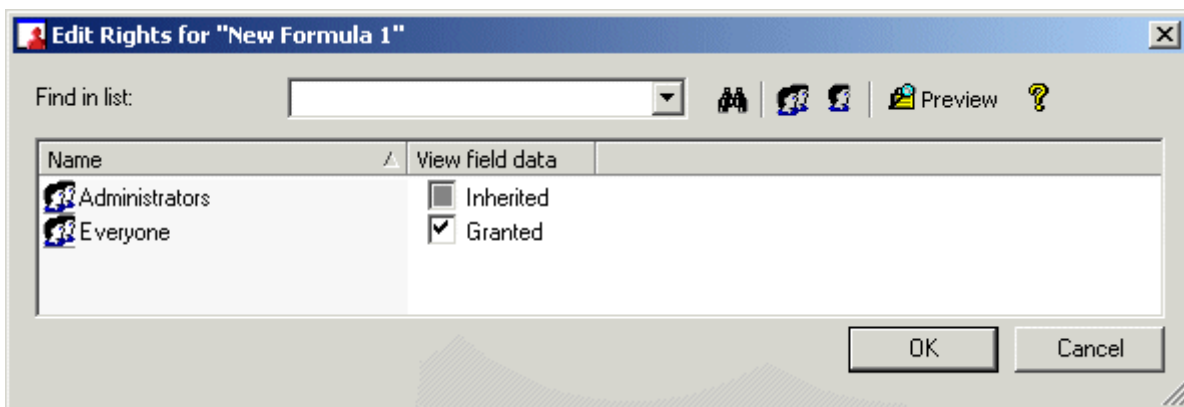 Edit Rights for "New Formula 1"
Find in list:
Preview
Name View field data
Administrators Inherited
Everyone Granted
OK Cancel